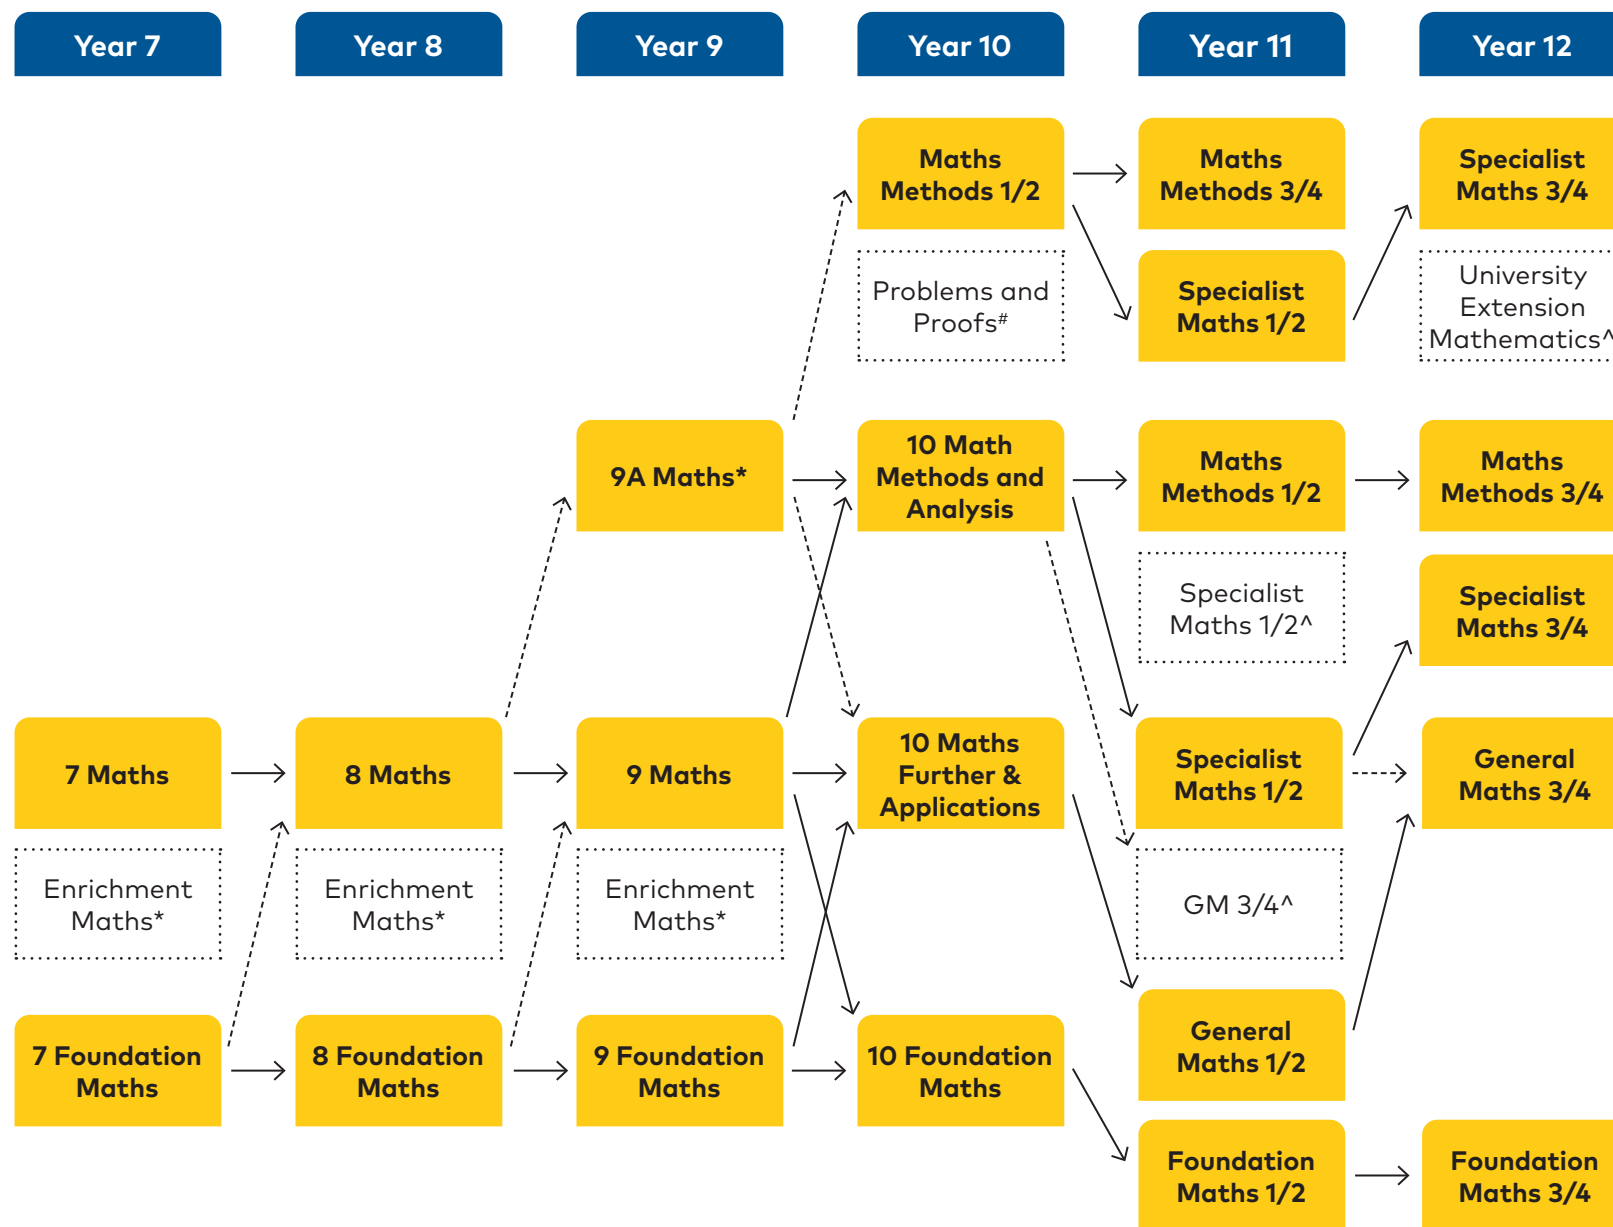 Year 7
Year 8
Year 9
Year 10
Year 11
Year 12
Maths
Methods 1/2
Maths
Methods 3/4
Specialist
Maths 3/4
Problems and
Proofs#
Specialist
Maths 1/2
University
Extension
Mathematics^
9A Maths*
10 Math
Methods and
Analysis
Maths
Methods 1/2
Maths
Methods 3/4
Specialist
Maths 1/2^
Specialist
Maths 3/4
7 Maths
8 Maths
9 Maths
10 Maths
Further &
Applications
Specialist
Maths 1/2
General
Maths 3/4
Enrichment
Maths*
Enrichment
Maths*
Enrichment
Maths*
GM 3/4^
7 Foundation
Maths
8 Foundation
Maths
9 Foundation
Maths
10 Foundation
Maths
General
Maths 1/2
Foundation
Maths 1/2
Foundation
Maths 3/4